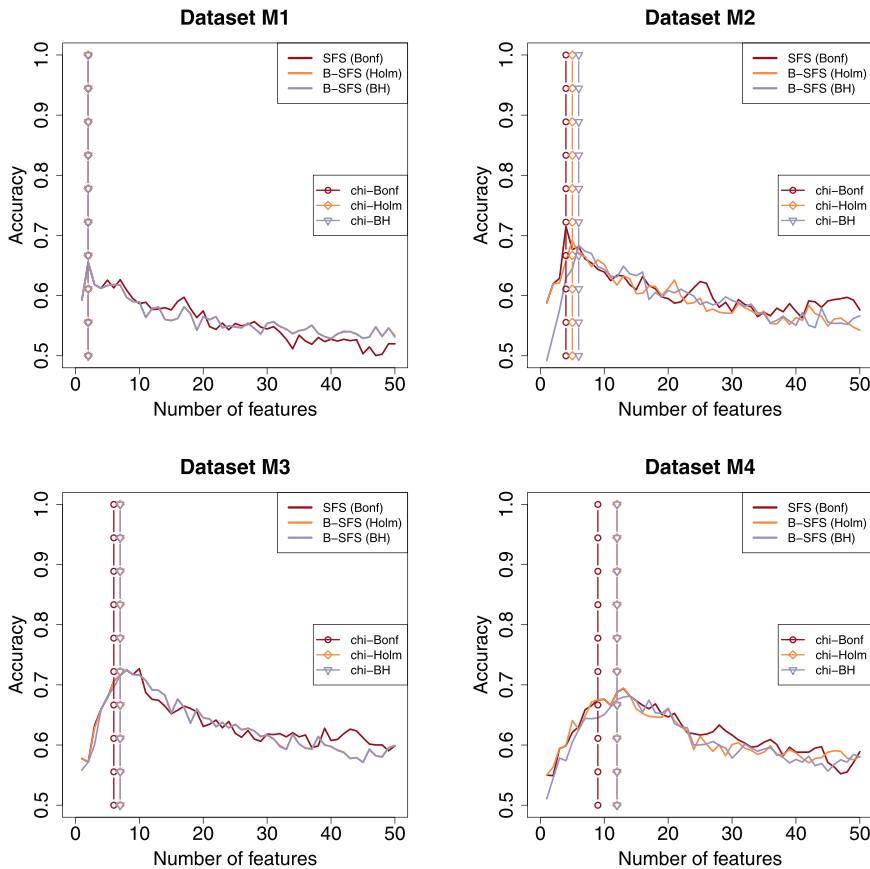 Dataset M1
Accuracy
1.0
0.9
0.8
0.7
0.6
0.5
SFS (Bonf)
B−SFS (Holm)
B−SFS (BH)
chi−Bonf
chi−Holm
chi−BH
0 10 20 30 40 50
Number of features
Dataset M2
Accuracy
1.0
0.9
0.8
0.7
0.6
0.5
SFS (Bonf)
B−SFS (Holm)
B−SFS (BH)
chi−Bonf
chi−Holm
chi−BH
0 10 20 30 40 50
Number of features
Dataset M3
Accuracy
1.0
0.9
0.8
0.7
0.6
0.5
SFS (Bonf)
B−SFS (Holm)
B−SFS (BH)
chi−Bonf
chi−Holm
chi−BH
0 10 20 30 40 50
Number of features
Dataset M4
Accuracy
1.0
0.9
0.8
0.7
0.6
0.5
SFS (Bonf)
B−SFS (Holm)
B−SFS (BH)
chi−Bonf
chi−Holm
chi−BH
0 10 20 30 40 50
Number of features